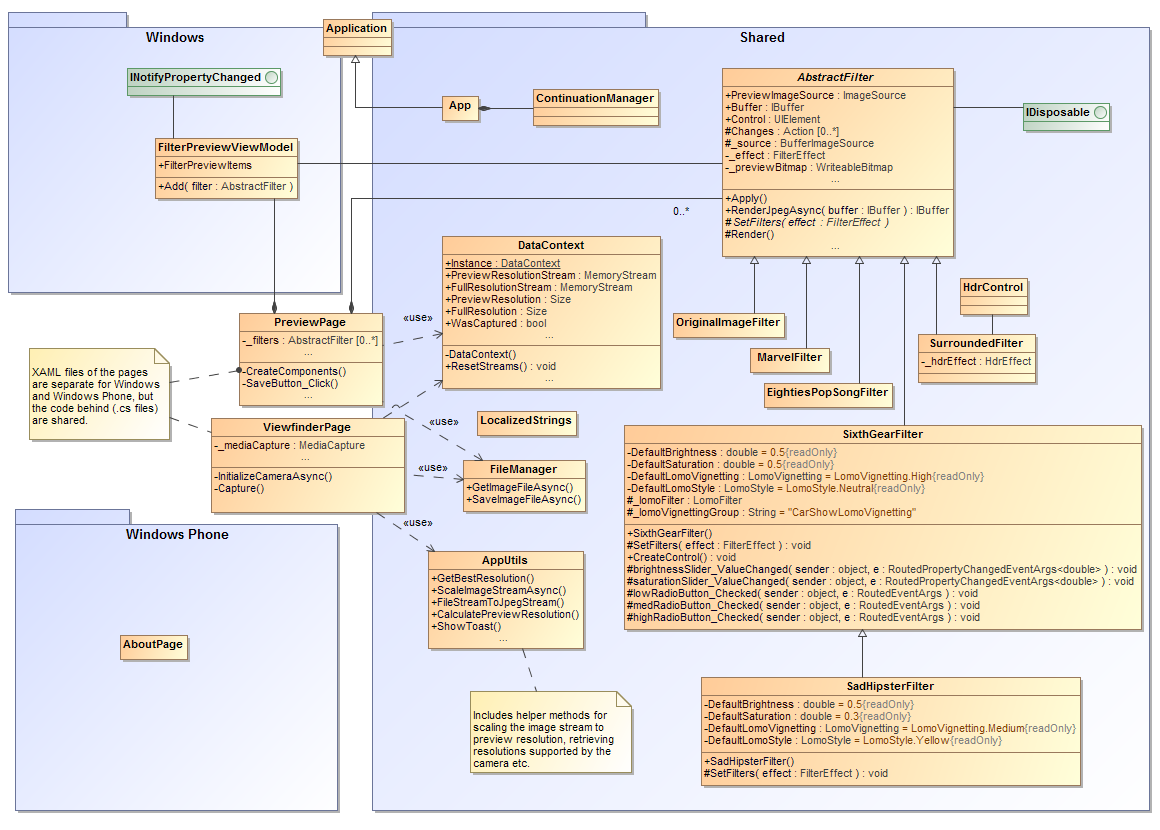 Windows
Application
Shared
INotifyPropertyChanged
FilterPreviewViewModel
+FilterPreviewItems
+Add( filter : AbstractFilter )
App
ContinuationManager
AbstractFilter
+PreviewImageSource : ImageSource
+Buffer : IBuffer
+Control : UIElement
#Changes : Action [0..*]
#_source : BufferImageSource
-_effect : FilterEffect
-_previewBitmap : WriteableBitmap
...
+Apply()
+RenderJpegAsync( buffer : IBuffer ) : IBuffer
#SetFilters( effect : FilterEffect )
#Render()
...
IDisposable
0..*
DataContext
+Instance : DataContext
+PreviewResolutionStream : MemoryStream
+FullResolutionStream : MemoryStream
+PreviewResolution : Size
+FullResolution : Size
+WasCaptured : bool
...
-DataContext()
+ResetStreams() : void
...
HdrControl
OriginalImageFilter
MarvelFilter
EightiesPopSongFilter
SurroundedFilter
-_hdrEffect : HdrEffect
PreviewPage
-_filters : AbstractFilter [0..*]
...
-CreateComponents()
-SaveButton_Click()
...
«use»
XAML files of the pages
are separate for Windows
and Windows Phone, but
the code behind (.cs files)
are shared.
ViewfinderPage
-_mediaCapture : MediaCapture
...
-InitializeCameraAsync()
-Capture()
«use»
«use»
«use»
LocalizedStrings
FileManager
+GetImageFileAsync()
+SaveImageFileAsync()
SixthGearFilter
-DefaultBrightness : double = 0.5{readOnly}
-DefaultSaturation : double = 0.5{readOnly}
-DefaultLomoVignetting : LomoVignetting = LomoVignetting.High{readOnly}
-DefaultLomoStyle : LomoStyle = LomoStyle.Neutral{readOnly}
#_lomoFilter : LomoFilter
#_lomoVignettingGroup : String = "CarShowLomoVignetting"
+SixthGearFilter()
#SetFilters( effect : FilterEffect ) : void
+CreateControl() : void
#brightnessSlider_ValueChanged( sender : object, e : RoutedPropertyChangedEventArgs<double> ) : void
#saturationSlider_ValueChanged( sender : object, e : RoutedPropertyChangedEventArgs<double> ) : void
#lowRadioButton_Checked( sender : object, e : RoutedEventArgs ) : void
#medRadioButton_Checked( sender : object, e : RoutedEventArgs ) : void
#highRadioButton_Checked( sender : object, e : RoutedEventArgs ) : void
Windows Phone
AboutPage
AppUtils
+GetBestResolution()
+ScaleImageStreamAsync()
+FileStreamToJpegStream()
+CalculatePreviewResolution()
+ShowToast()
...
Includes helper methods for
scaling the image stream to
preview resolution, retrieving
resolutions supported by the
camera etc.
SadHipsterFilter
-DefaultBrightness : double = 0.5{readOnly}
-DefaultSaturation : double = 0.3{readOnly}
-DefaultLomoVignetting : LomoVignetting = LomoVignetting.Medium{readOnly}
-DefaultLomoStyle : LomoStyle = LomoStyle.Yellow{readOnly}
+SadHipsterFilter()
#SetFilters( effect : FilterEffect ) : void